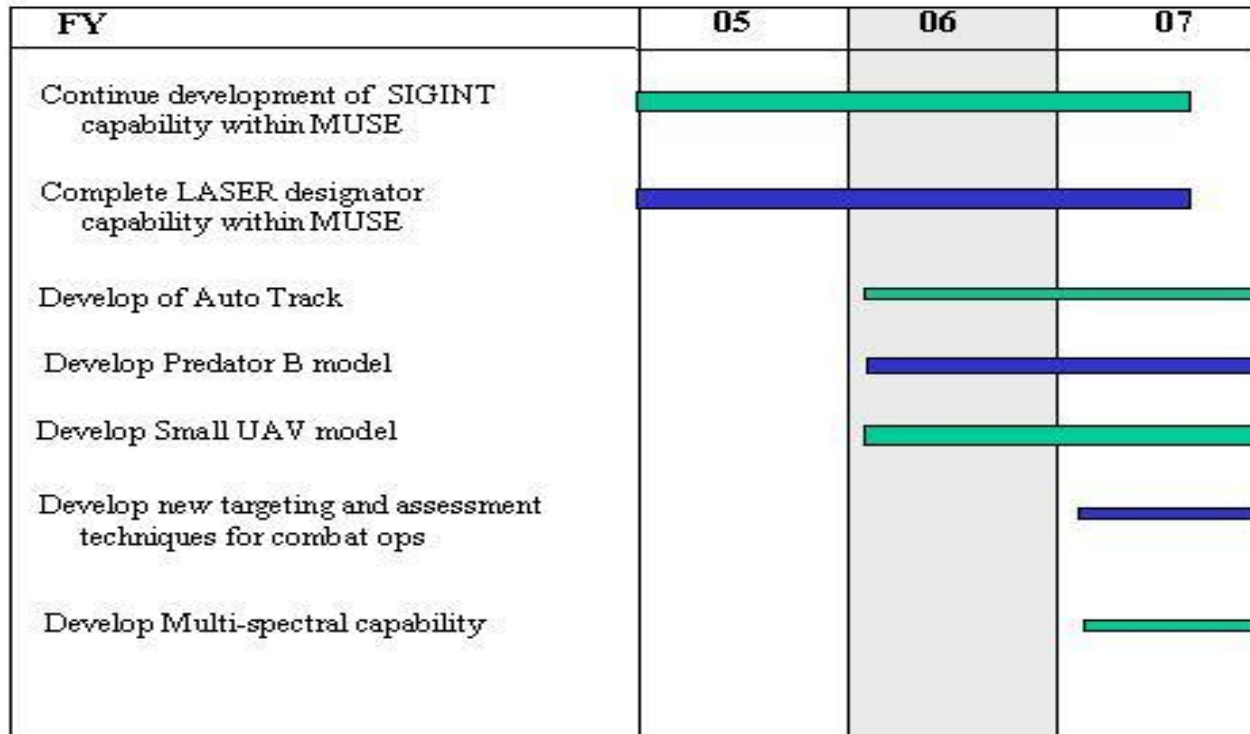 FY 05 06 07
Continue development of SIGINT
capability within MUSE
Complete LASER designator
capability within MUSE
Develop of Auto Track
Develop Predator B model
Develop Small UAV model
Develop new targeting and assessment
techniques for combat ops
Develop Multi-spectral capability